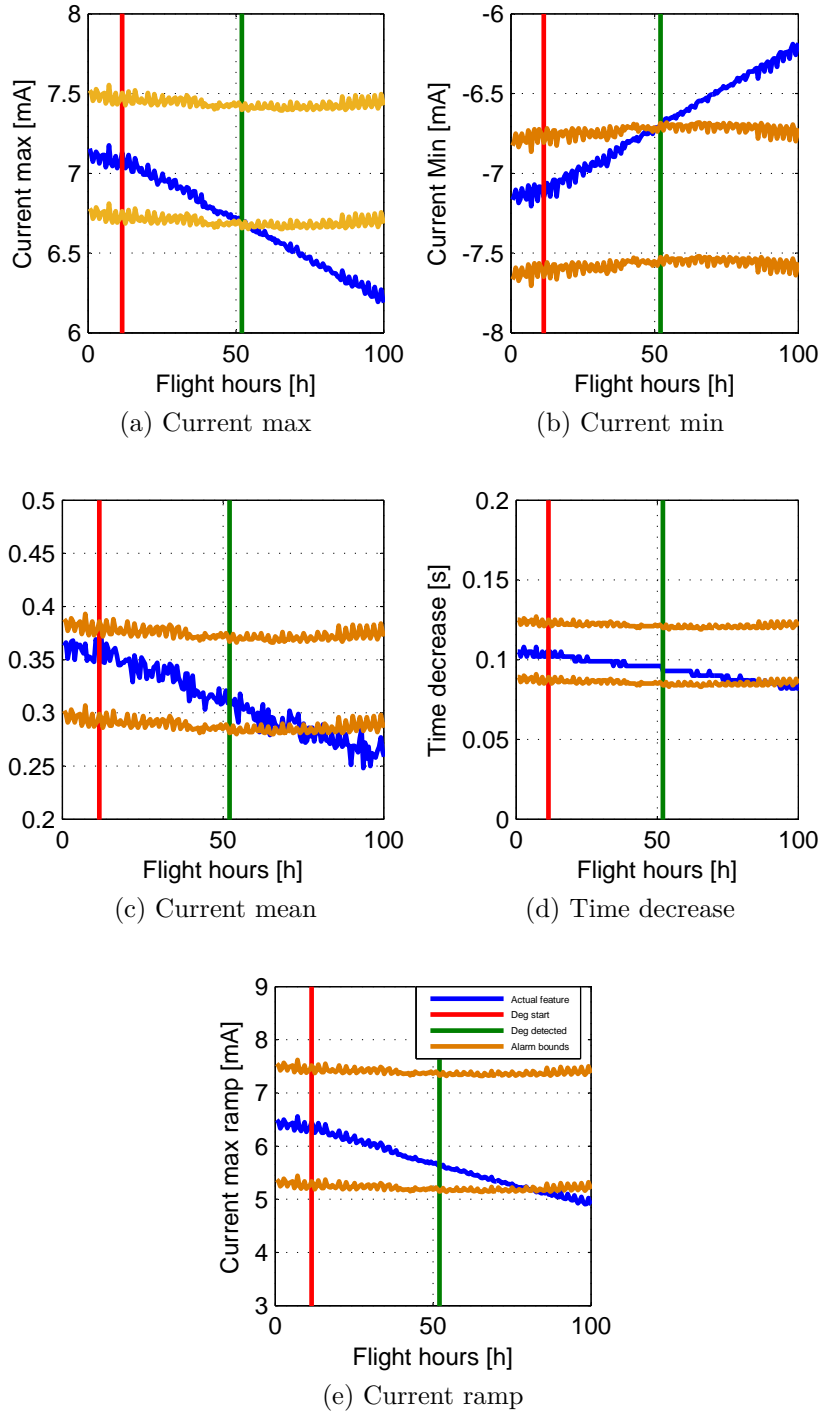 8
7.5
7
6.5
6
0
50
100
Current max [mA]
Flight hours [h]
(a) Current max
-6
-6.5
-7
-7.5
-8
0
50
100
Current Min [mA]
Flight hours [h]
(b) Current min
0.5
0.45
0.4
0.35
0.3
0.25
0.2
0
50
100
Flight hours [h]
(c) Current mean
0.2
0.15
0.1
0.05
0
0
50
100
Time decrease [s]
Flight hours [h]
(d) Time decrease
9
8
7
6
5
4
3
0
50
100
Current max ramp [mA]
Actual feature
Deg start
Deg detected
Alarm bounds
Flight hours [h]
(e) Current ramp